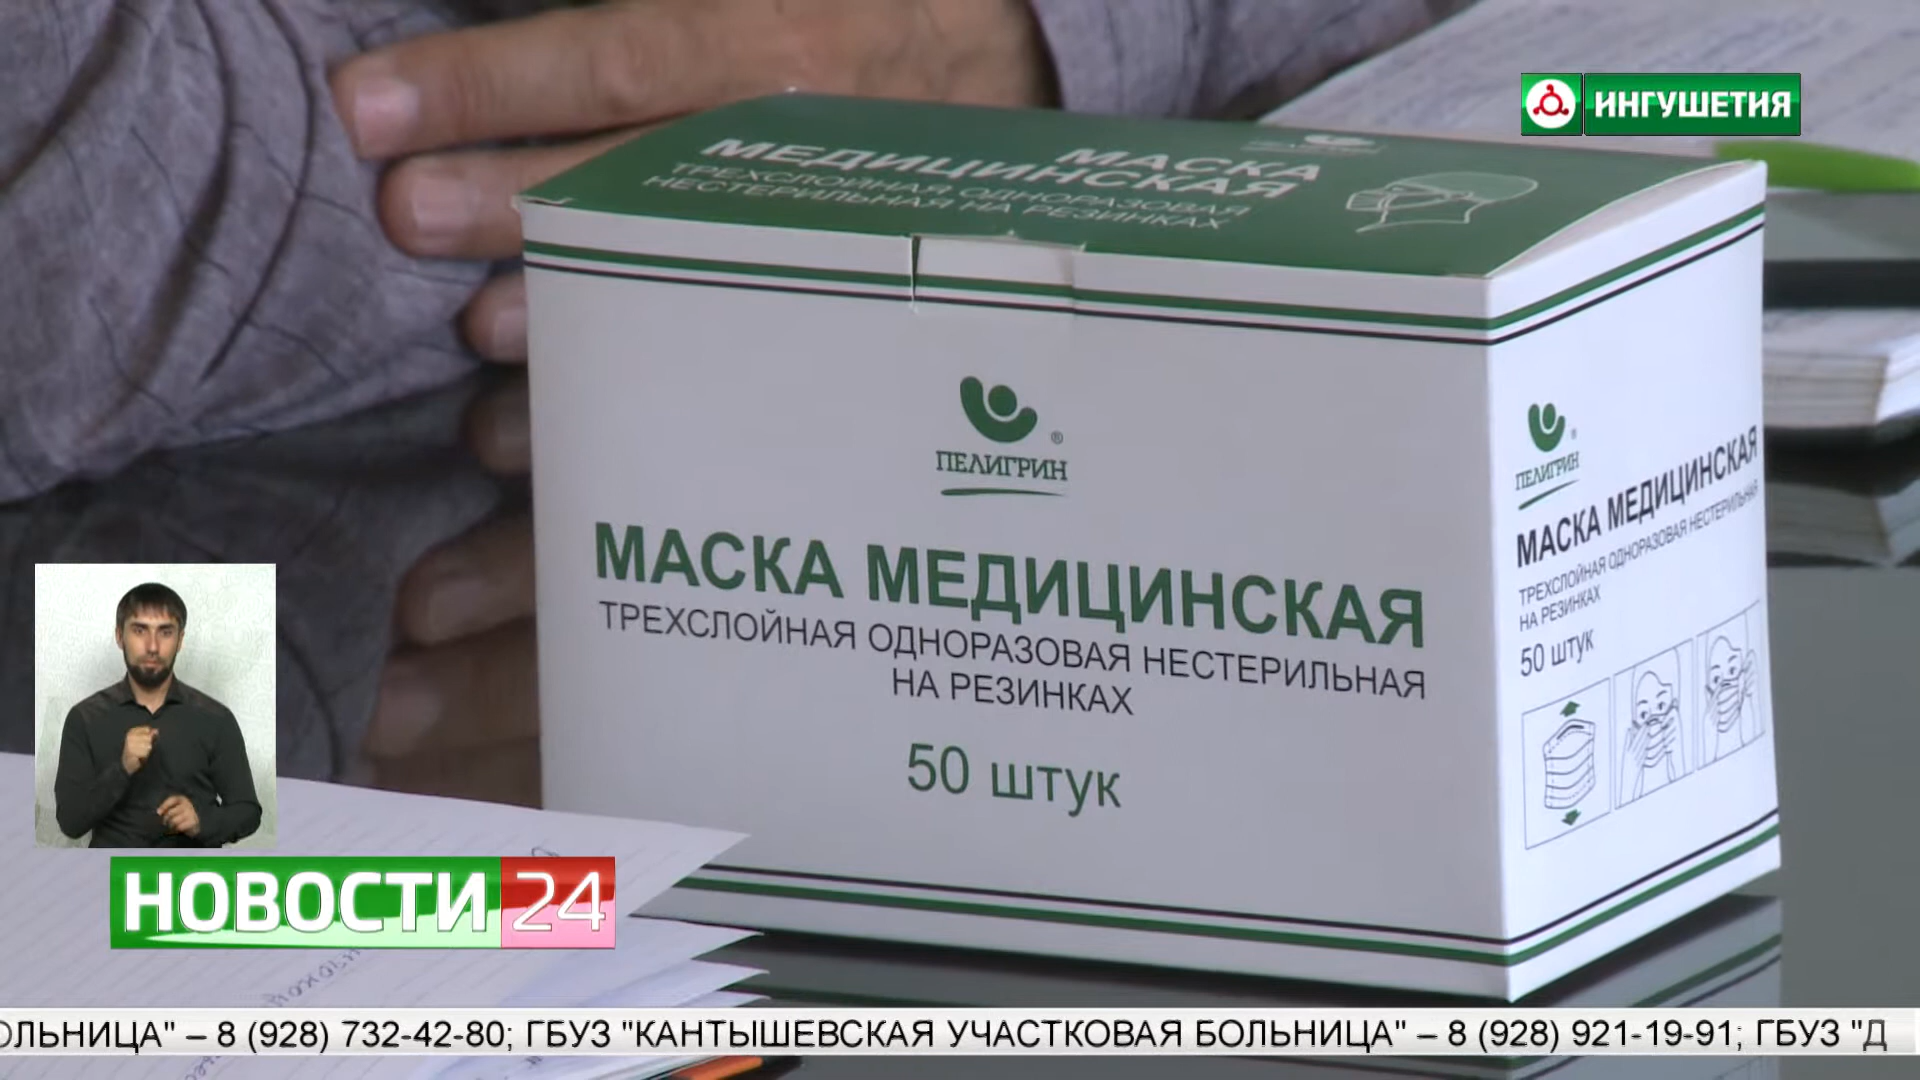 ИНГУШЕТИЯ
МАСКА
МЕДИЦИНСКАЯ
ТРЕХСЛОЙНАЯ ОДНОРАЗОВАЯ
НЕСТЕРИЛЬНАЯ НА РЕЗИНКАХ
ПЕЛИГРИН®
МАСКА МЕДИЦИНСКАЯ
ТРЕХСЛОЙНАЯ ОДНОРАЗОВАЯ НЕСТЕРИЛЬНАЯ
НА РЕЗИНКАХ
50 штук
ПЕЛИГРИН®
МАСКА МЕДИЦИНСКАЯ
ТРЕХСЛОЙНАЯ ОДНОРАЗОВАЯ НЕСТЕРИЛЬНАЯ
НА РЕЗИНКАХ
50 штук
НОВОСТИ 24
ОЛЬНИЦА" – 8 (928) 732-42-80; ГБУЗ "КАНТЫШЕВСКАЯ УЧАСТКОВАЯ БОЛЬНИЦА" – 8 (928) 921-19-91; ГБУЗ "Д